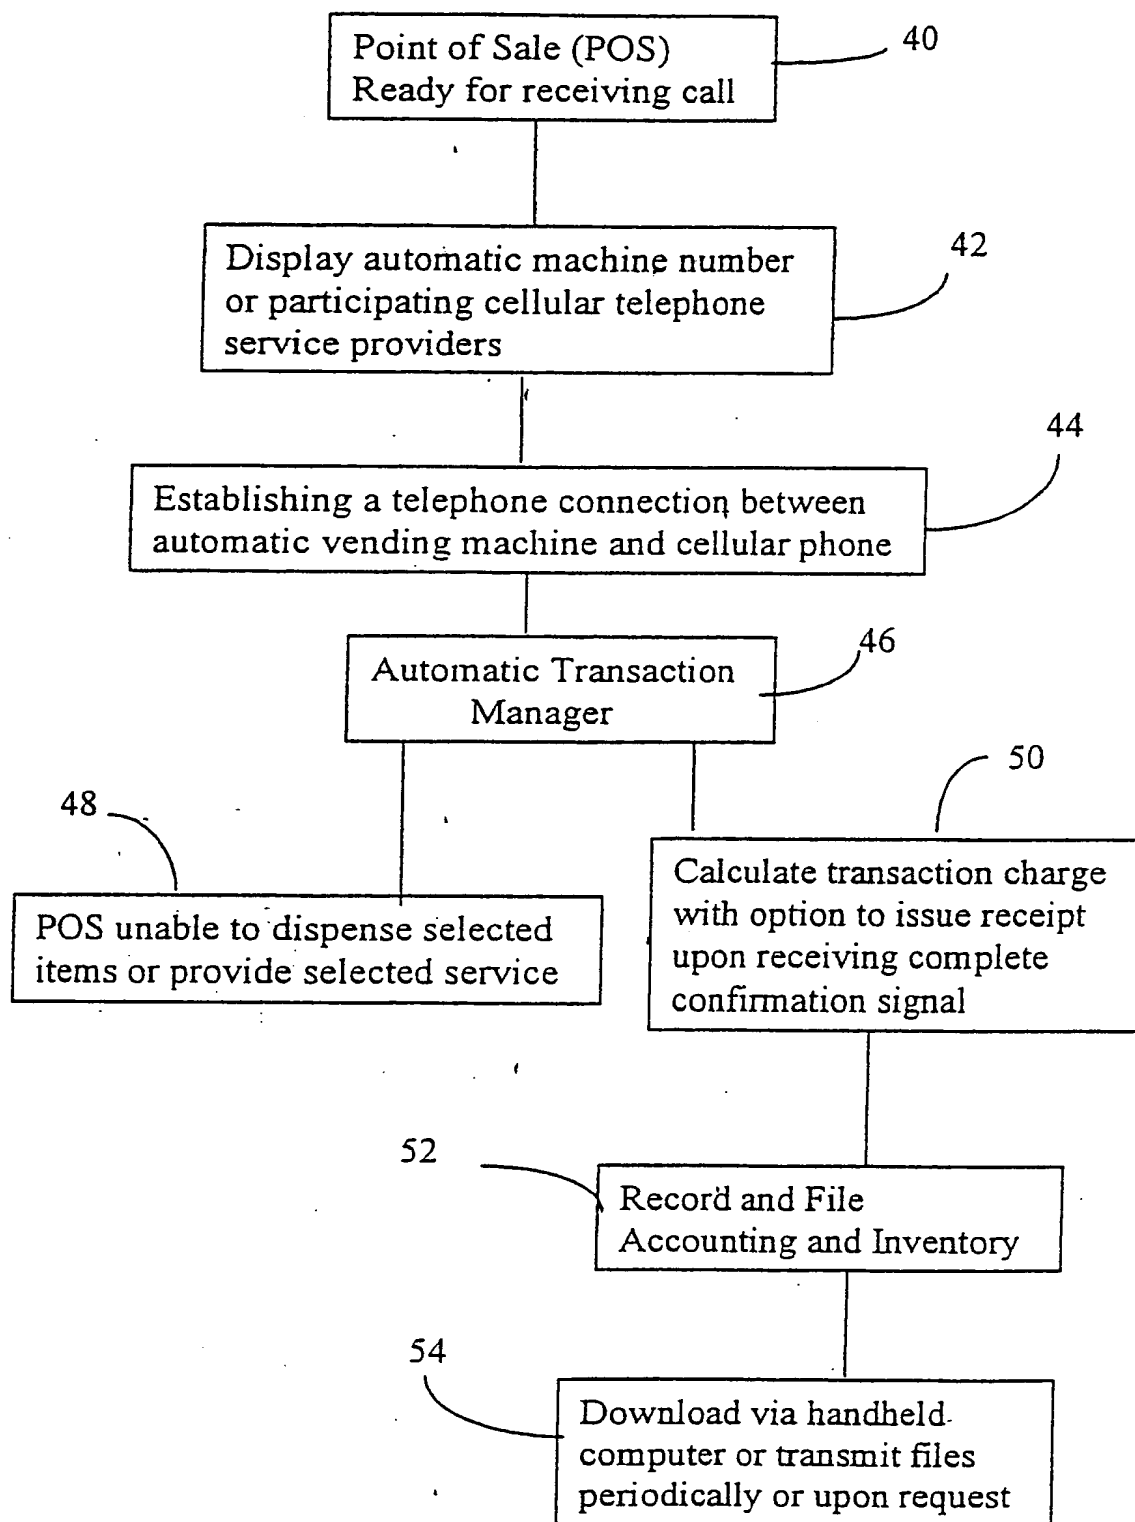 Point of Sale (POS)
Ready for receiving call
40
Display automatic machine number
or participating cellular telephone
service providers
42
Establishing a telephone connection between
automatic vending machine and cellular phone
44
Automatic Transaction
Manager
46
48
POS unable to dispense selected
items or provide selected service
50
Calculate transaction charge
with option to issue receipt
upon receiving complete
confirmation signal
52
Record and File
Accounting and Inventory
54
Download via handheld
computer or transmit files
periodically or upon request